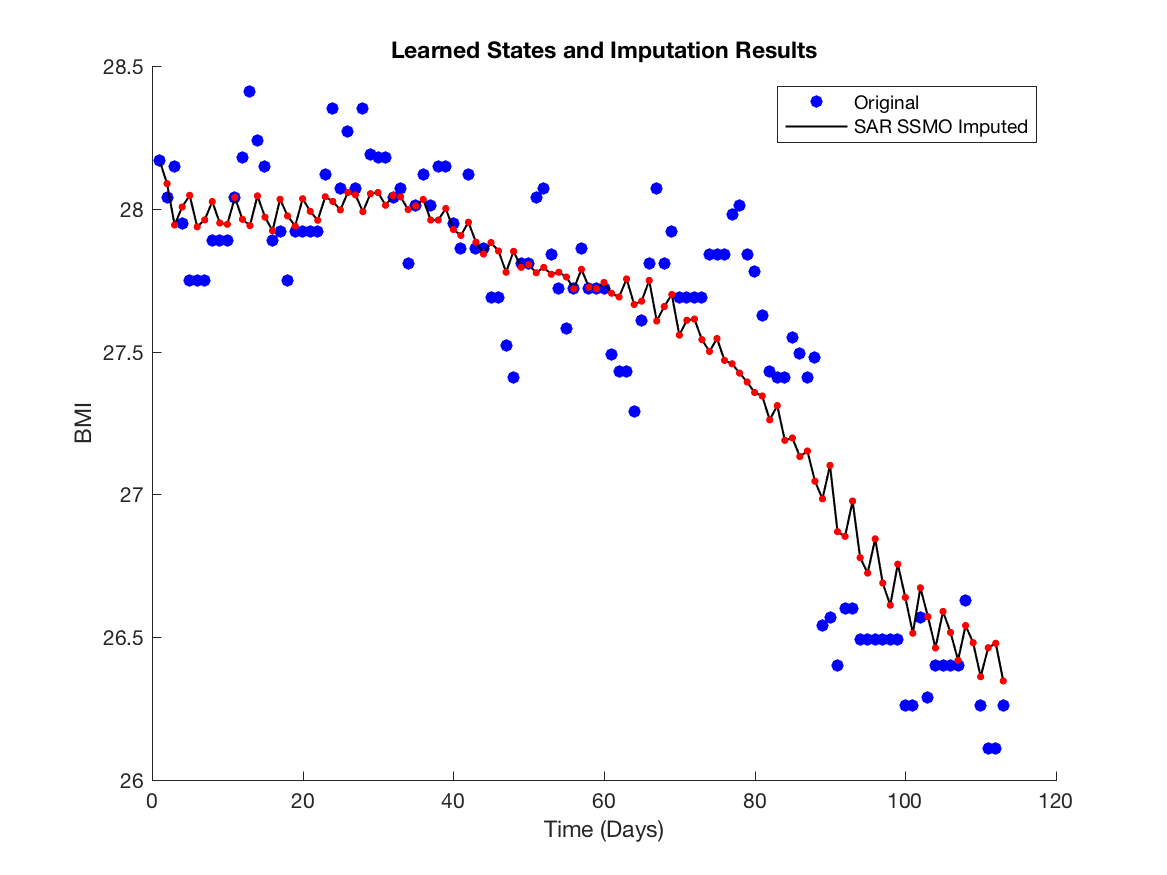 Learned States and Imputation Results
28.5
Original
SAR SSMO Imputed
28
27.5
BMI
27
26.5
26
0 20 40 60 80 100 120
Time (Days)